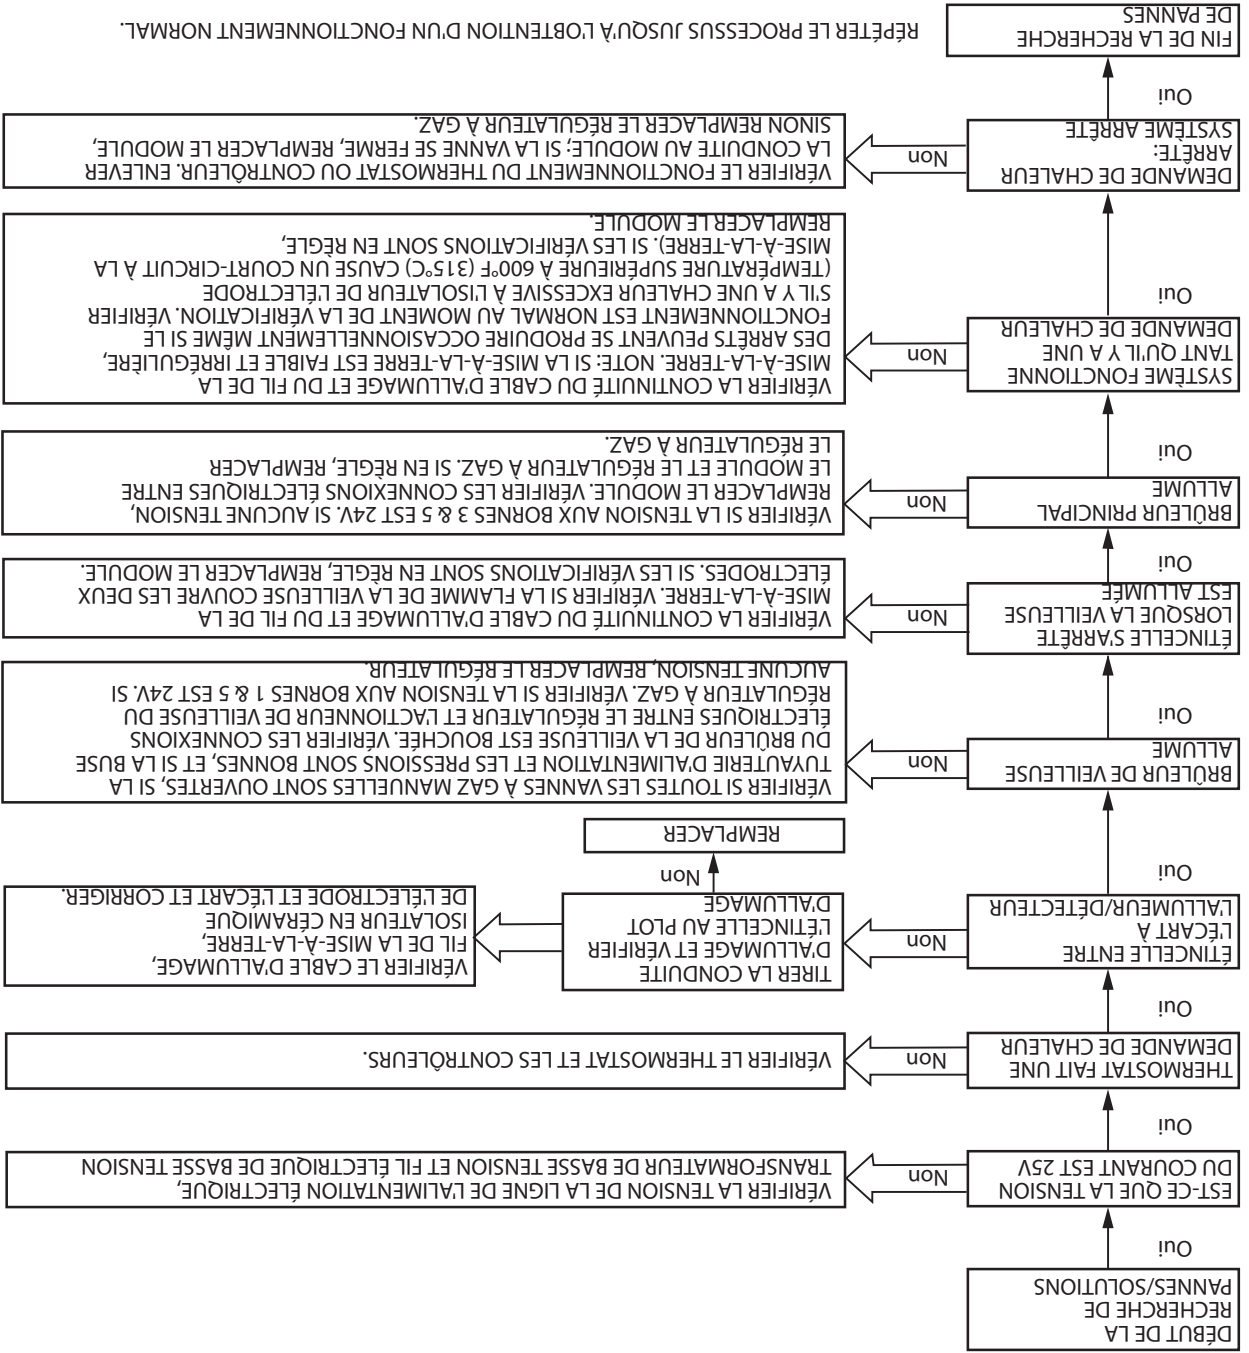 DÉBUT DE LA
RECHERCHE DE
PANNES/SOLUTIONS
Oui
EST-CE QUE LA TENSION
DU COURANT EST 25V
Non
VÉRIFIER LA TENSION DE LA LIGNE DE L'ALIMENTATION ÉLECTRIQUE,
TRANSFORMATEUR DE BASSE TENSION ET FIL ÉLECTRIQUE DE BASSE TENSION
Oui
THERMOSTAT FAIT UNE
DEMANDE DE CHALEUR
Non
VÉRIFIER LE THERMOSTAT ET LES CONTRÔLEURS.
Oui
ÉTINCELLE ENTRE
L'ÉCART À
L'ALLUMEUR/DÉTECTEUR
Non
TIRER LA CONDUITE
D'ALLUMAGE ET VÉRIFIER
L'ÉTINCELLE AU PLOT
D'ALLUMAGE
VÉRIFIER LE CABLE D'ALLUMAGE,
FIL DE LA MISE-À-LA-TERRE,
ISOLATEUR EN CÉRAMIQUE
DE L'ÉLECTRODE ET L'ÉCART ET CORRIGER.
Non
REMPLACER
Oui
BRÛLEUR DE VEILLEUSE
ALLUME
Non
VÉRIFIER SI TOUTES LES VANNES À GAZ MANUELLES SONT OUVERTES, SI LA
TUYAUTERIE D'ALIMENTATION ET LES PRESSIONS SONT BONNES, ET SI LA BUSE
DU BRÛLEUR DE LA VEILLEUSE EST BOUCHÉE. VÉRIFIER LES CONNEXIONS
ÉLECTRIQUES ENTRE LE RÉGULATEUR ET L'ACTIONNEUR DE VEILLEUSE DU
RÉGULATEUR À GAZ. VÉRIFIER SI LA TENSION AUX BORNES 1 & 5 EST 24V. SI
AUCUNE TENSION, REMPLACER LE RÉGULATEUR.
Oui
ÉTINCELLE S'ARRÊTE
LORSQUE LA VEILLEUSE
EST ALLUMÉE
Non
VÉRIFIER LA CONTINUITÉ DU CABLE D'ALLUMAGE ET DU FIL DE LA
MISE-À-LA-TERRE. VÉRIFIER SI LA FLAMME DE LA VEILLEUSE COUVRE LES DEUX
ÉLECTRODES. SI LES VÉRIFICATIONS SONT EN RÈGLE, REMPLACER LE MODULE.
Oui
BRÛLEUR PRINCIPAL
ALLUME
Non
VÉRIFIER SI LA TENSION AUX BORNES 3 & 5 EST 24V. SI AUCUNE TENSION,
REMPLACER LE MODULE. VÉRIFIER LES CONNEXIONS ÉLECTRIQUES ENTRE
LE MODULE ET LE RÉGULATEUR À GAZ. SI EN RÈGLE, REMPLACER
LE RÉGULATEUR À GAZ.
Oui
SYSTÈME FONCTIONNE
TANT QU'IL Y A UNE
DEMANDE DE CHALEUR
Non
VÉRIFIER LA CONTINUITÉ DU CABLE D'ALLUMAGE ET DU FIL DE LA
MISE-À-LA-TERRE. NOTE: SI LA MISE-À-LA-TERRE EST FAIBLE ET IRRÉGULIÈRE,
DES ARRÊTS PEUVENT SE PRODUIRE OCCASIONNELLEMENT MÊME SI LE
FONCTIONNEMENT EST NORMAL AU MOMENT DE LA VÉRIFICATION. VÉRIFIER
S'IL Y A UNE CHALEUR EXCESSIVE À L'ISOLATEUR DE L'ÉLECTRODE
(TEMPÉRATURE SUPÉRIEURE À 600°F (315°C) CAUSE UN COURT-CIRCUIT À LA
MISE-À-LA-TERRE). SI LES VÉRIFICATIONS SONT EN RÈGLE,
REMPLACER LE MODULE.
Oui
DEMANDE DE CHALEUR
ARRÊTE:
SYSTÈME ARRÊTE
Non
VÉRIFIER LE FONCTIONNEMENT DU THERMOSTAT OU CONTRÔLEUR. ENLEVER
LA CONDUITE AU MODULE; SI LA VANNE SE FERME, REMPLACER LE MODULE,
SINON REMPLACER LE RÉGULATEUR À GAZ.
Oui
FIN DE LA RECHERCHE
DE PANNES
RÉPÉTER LE PROCESSUS JUSQU'À L'OBTENTION D'UN FONCTIONNEMENT NORMAL.